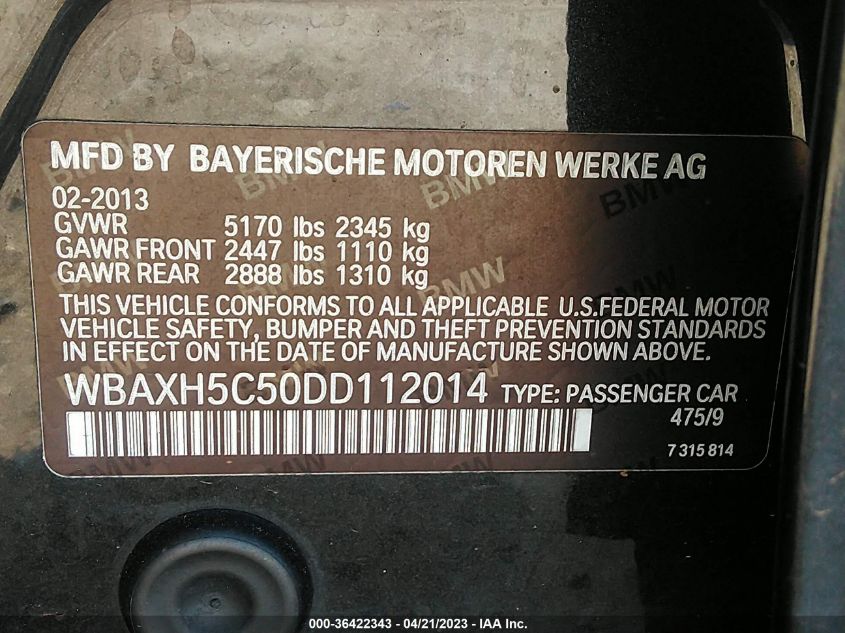 MFD BY BAYERISCHE MOTOREN WERKE AG
02-2013
GVWR 5170 lbs 2345 kg
GAWR FRONT 2447 lbs 1110 kg
GAWR REAR 2888 lbs 1310 kg
THIS VEHICLE CONFORMS TO ALL APPLICABLE U.S.FEDERAL MOTOR
VEHICLE SAFETY, BUMPER AND THEFT PREVENTION STANDARDS
IN EFFECT ON THE DATE OF MANUFACTURE SHOWN ABOVE.
WBAXH5C50DD112014 TYPE: PASSENGER CAR
475/9
7 315 814
000-36422343 - 04/21/2023 - IAA Inc.